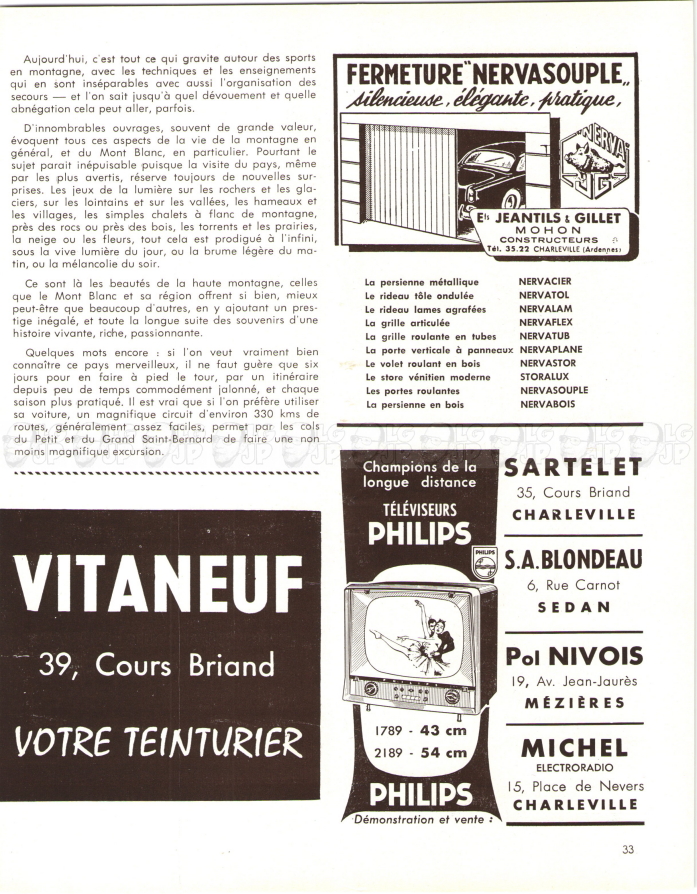 Aujourd'hui, c'est tout ce qui gravite autour des sports
en montagne, avec les techniques et les enseignements
qui en sont inséparables avec aussi l'organisation des
secours — et l'on sait jusqu'à quel dévouement et quelle
abnégation cela peut aller, parfois.
D'innombrables ouvrages, souvent de grande valeur,
évoquent tous ces aspects de la vie de la montagne en
général, et du Mont Blanc, en particulier. Pourtant le
sujet parait inépuisable puisque la visite du pays, même
par les plus avertis, réserve toujours de nouvelles sur-
prises. Les jeux de la lumière sur les rochers et les gla-
ciers, sur les lointains et sur les vallées, les hameaux et
les villages, les simples chalets à flanc de montagne,
près des rocs ou près des bois, les torrents et les prairies,
la neige ou les fleurs, tout cela est prodigué à l'infini,
sous la vive lumière du jour, ou la brume légère du ma-
tin, ou la mélancolie du soir.
Ce sont là les beautés de la haute montagne, celles
que le Mont Blanc et sa région offrent si bien, mieux
peut-être que beaucoup d'autres, en y ajoutant un pres-
tige inégalé, et toute la longue suite des souvenirs d'une
histoire vivante, riche, passionnante.
Quelques mots encore : si l'on veut vraiment bien
connaître ce pays merveilleux, il ne faut guère que six
jours pour en faire à pied le tour, par un itinéraire
depuis peu de temps commodément jalonné, et chaque
saison plus pratiqué. Il est vrai que si l'on préfère utiliser
sa voiture, un magnifique circuit d'environ 330 kms de
routes, généralement assez faciles, permet par les cols
du Petit et du Grand Saint-Bernard de faire une non
moins magnifique excursion.
VITANEUF
39, Cours Briand
VOTRE TEINTURIER
FERMETURE "NERVASOUPLE"
silencieuse, élégante, pratique,
NERVA
JG
Ets JEANTILS & GILLET
MOHON
CONSTRUCTEURS
Tél. 35.22 CHARLEVILLE (Ardennes)
La persienne métallique NERVACIER
Le rideau tôle ondulée NERVATOL
Le rideau lames agrafées NERVALAM
La grille articulée NERVAFLEX
La grille roulante en tubes NERVATUB
La porte verticale à panneaux NERVAPLANE
Le volet roulant en bois NERVASTOR
Le store vénitien moderne STORALUX
Les portes roulantes NERVASOUPLE
La persienne en bois NERVABOIS
Champions de la
longue distance
TÉLÉVISEURS
PHILIPS
PHILIPS
1789 - 43 cm
2189 - 54 cm
PHILIPS
Démonstration et vente :
SARTELET
35, Cours Briand
CHARLEVILLE
S.A. BLONDEAU
6, Rue Carnot
SEDAN
Pol NIVOIS
19, Av. Jean-Jaurès
MÉZIÈRES
MICHEL
ELECTRORADIO
15, Place de Nevers
CHARLEVILLE
33